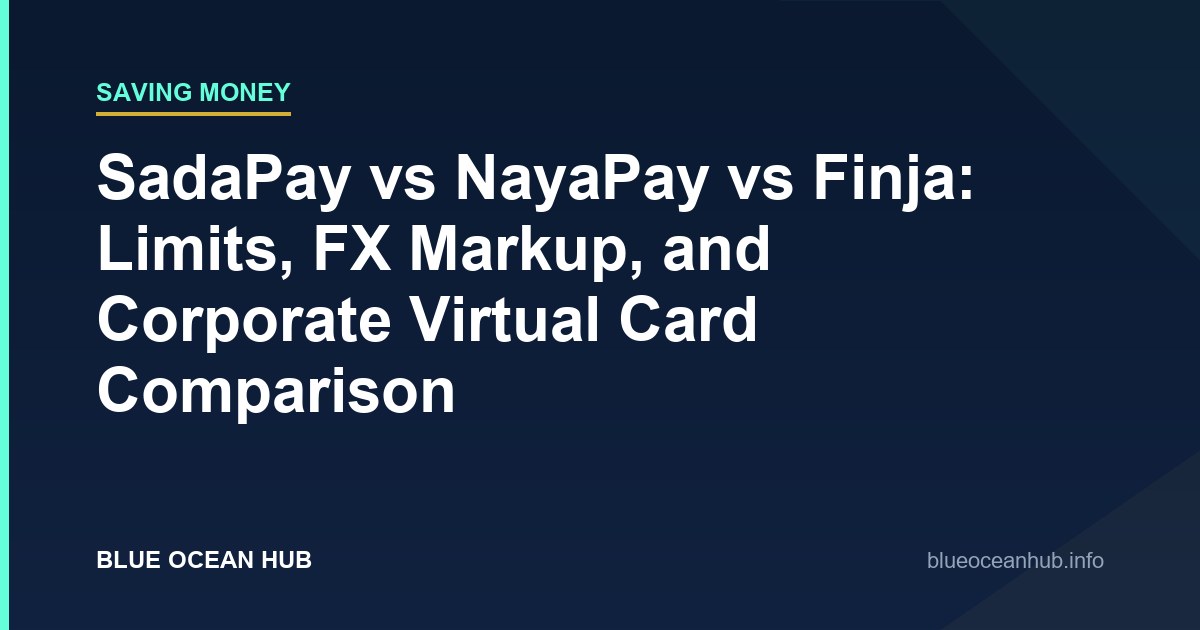 SAVING MONEY
SadaPay vs NayaPay vs Finja:
Limits, FX Markup, and
Corporate Virtual Card
Comparison
BLUE OCEAN HUB
blueoceanhub.info